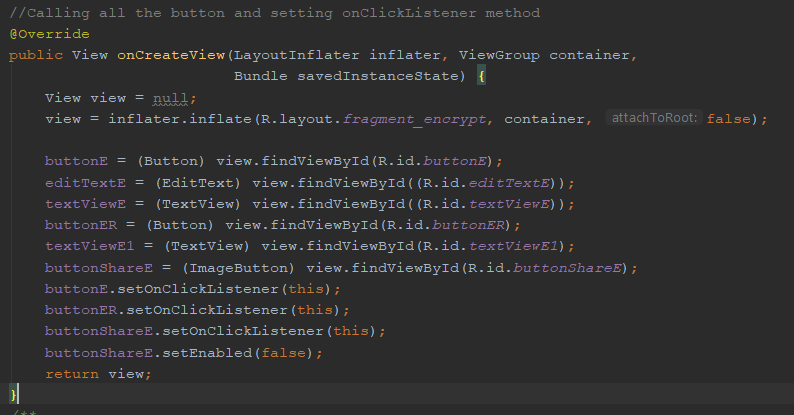 //Calling all the button and setting onClickListener method
@Override
public View onCreateView(LayoutInflater inflater, ViewGroup container,
                         Bundle savedInstanceState) {
    View view = null;
    view = inflater.inflate(R.layout.fragment_encrypt, container, attachToRoot: false);

    buttonE = (Button) view.findViewById(R.id.buttonE);
    editTextE = (EditText) view.findViewById((R.id.editTextE));
    textViewE = (TextView) view.findViewById((R.id.textViewE));
    buttonER = (Button) view.findViewById(R.id.buttonER);
    textViewE1 = (TextView) view.findViewById(R.id.textViewE1);
    buttonShareE = (ImageButton) view.findViewById(R.id.buttonShareE);
    buttonE.setOnClickListener(this);
    buttonER.setOnClickListener(this);
    buttonShareE.setOnClickListener(this);
    buttonShareE.setEnabled(false);
    return view;
}
/**